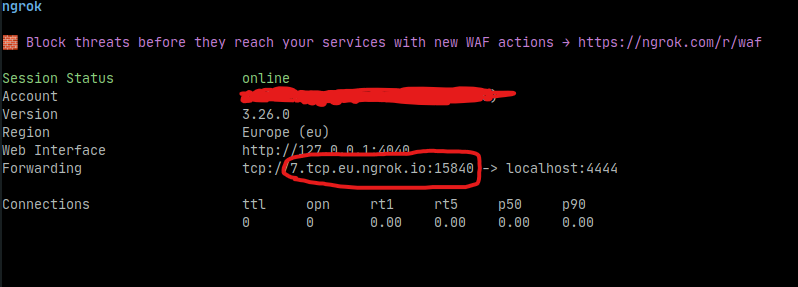 ngrok
🧱 Block threats before they reach your services with new WAF actions → https://ngrok.com/r/waf
Session Status online
Account
Version 3.26.0
Region Europe (eu)
Web Interface http://127.0.0.1:4040
Forwarding tcp://7.tcp.eu.ngrok.io:15840 -> localhost:4444
Connections ttl opn rt1 rt5 p50 p90
0 0 0.00 0.00 0.00 0.00